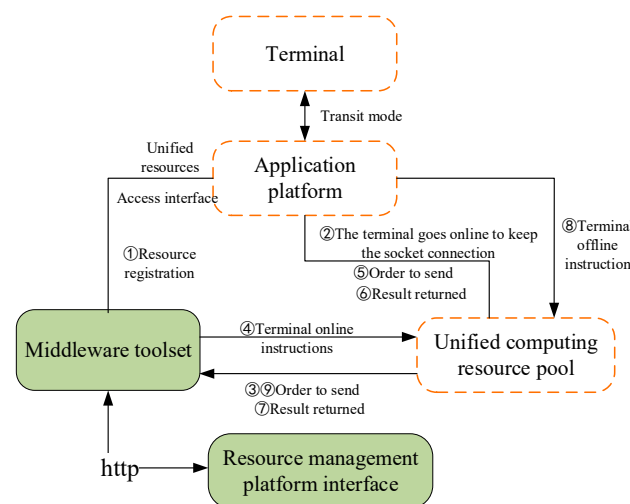 Terminal
Transit mode
Unified
resources
Application
platform
Access interface
①Resource
registration
②The terminal goes online to keep
the socket connection
⑤Order to send
⑥Result returned
⑧Terminal
offline
instruction
Middleware toolset
④Terminal online
instructions
Unified computing
resource pool
③⑨Order to send
⑦Result returned
http
Resource management
platform interface